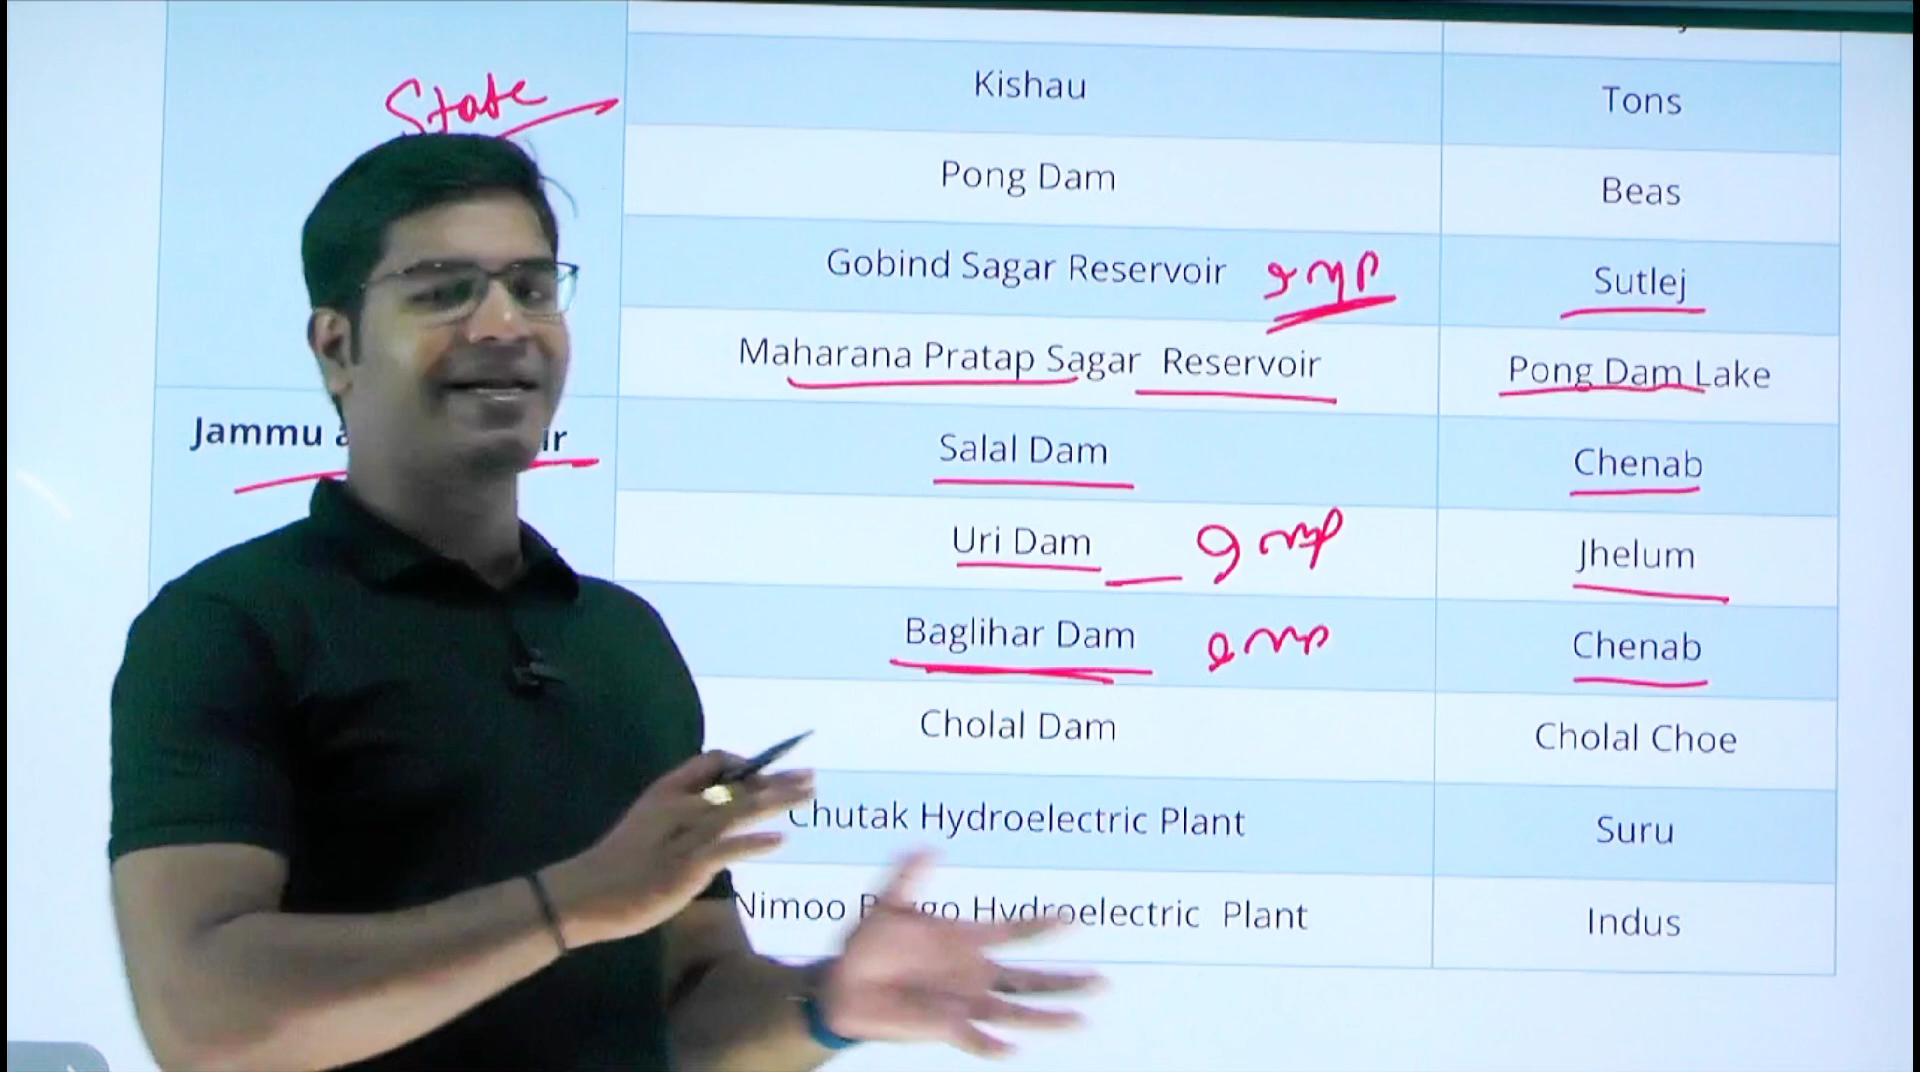 State
Kishau
Tons
Pong Dam
Beas
Gobind Sagar Reservoir
Imp
Sutlej
Maharana Pratap Sagar Reservoir
Pong Dam Lake
Jammu
Salal Dam
Chenab
Uri Dam
Imp
Jhelum
Baglihar Dam
Imp
Chenab
Cholal Dam
Cholal Choe
Chutak Hydroelectric Plant
Suru
Nimoo Hydroelectric Plant
Indus